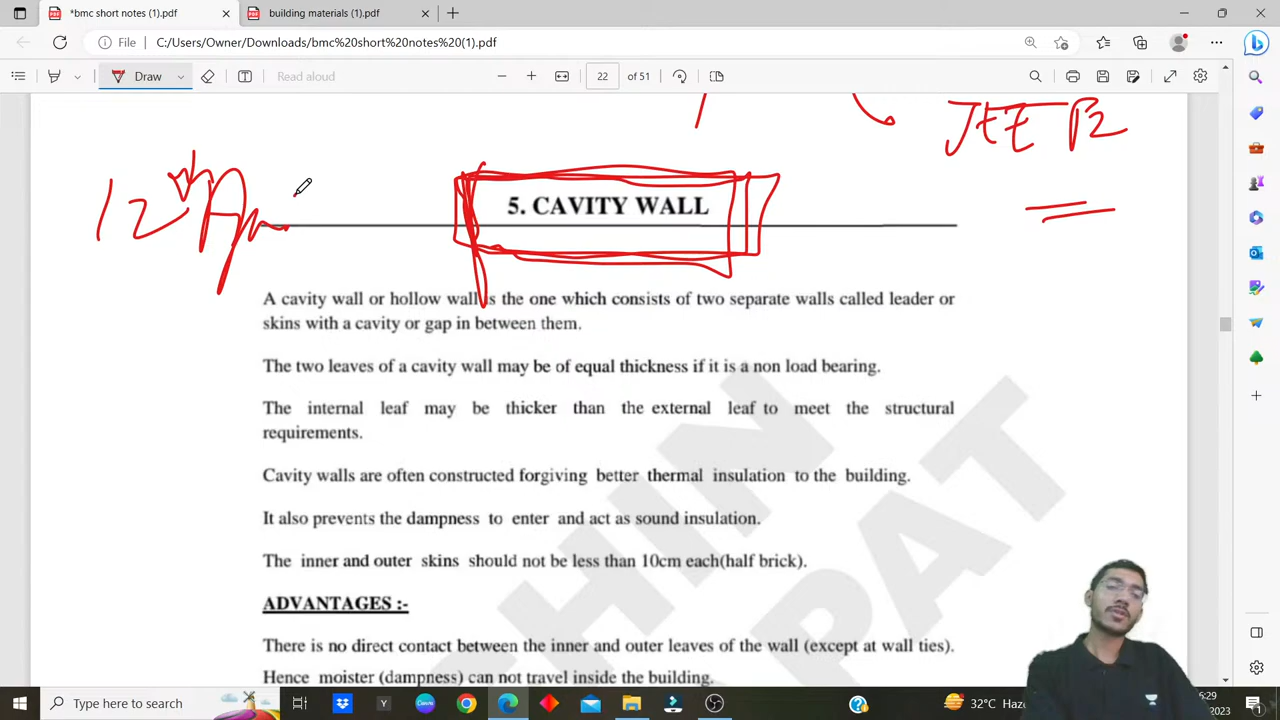 *bmc short notes (1).pdf
building materials (1).pdf
File C:/Users/Owner/Downloads/bmc%20short%20notes%20(1).pdf
Draw
Read aloud
22 of 51
JEE B2
12th
5. CAVITY WALL
A cavity wall or hollow wall is the one which consists of two separate walls called leader or
skins with a cavity or gap in between them.
The two leaves of a cavity wall may be of equal thickness if it is a non load bearing.
The internal leaf may be thicker than the external leaf to meet the structural
requirements.
Cavity walls are often constructed forgiving better thermal insulation to the building.
It also prevents the dampness to enter and act as sound insulation.
The inner and outer skins should not be less than 10cm each(half brick).
ADVANTAGES :-
There is no direct contact between the inner and outer leaves of the wall (except at wall ties).
Hence moister (dampness) can not travel inside the building.
Type here to search
32°C Haze
6:29
2023